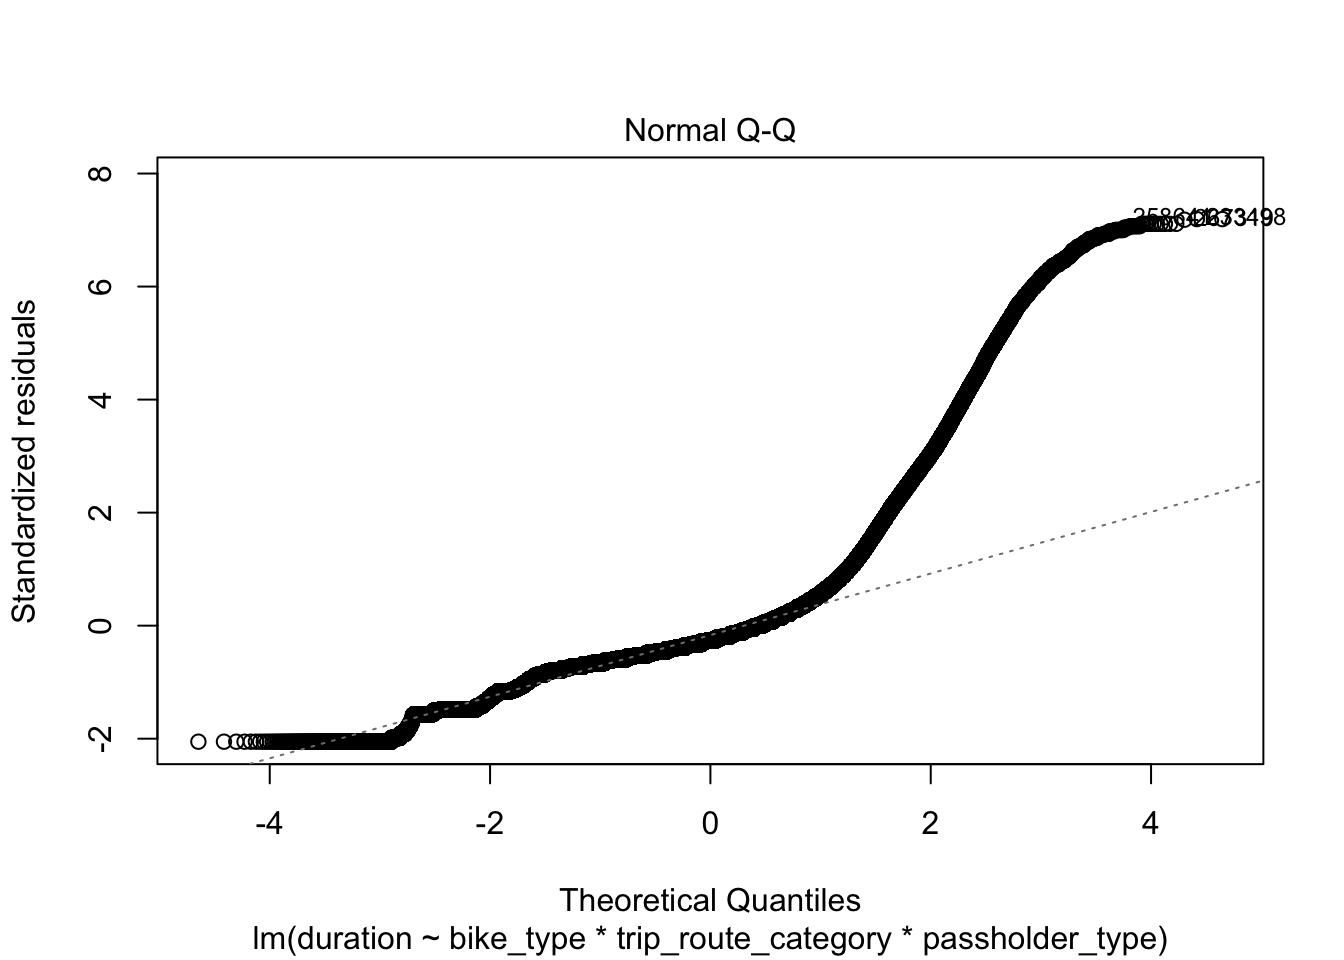 Normal Q-Q
Standardized residuals
8
6
4
2
0
-2
-4
-2
0
2
4
Theoretical Quantiles
lm(duration ~ bike_type * trip_route_category * passholder_type)